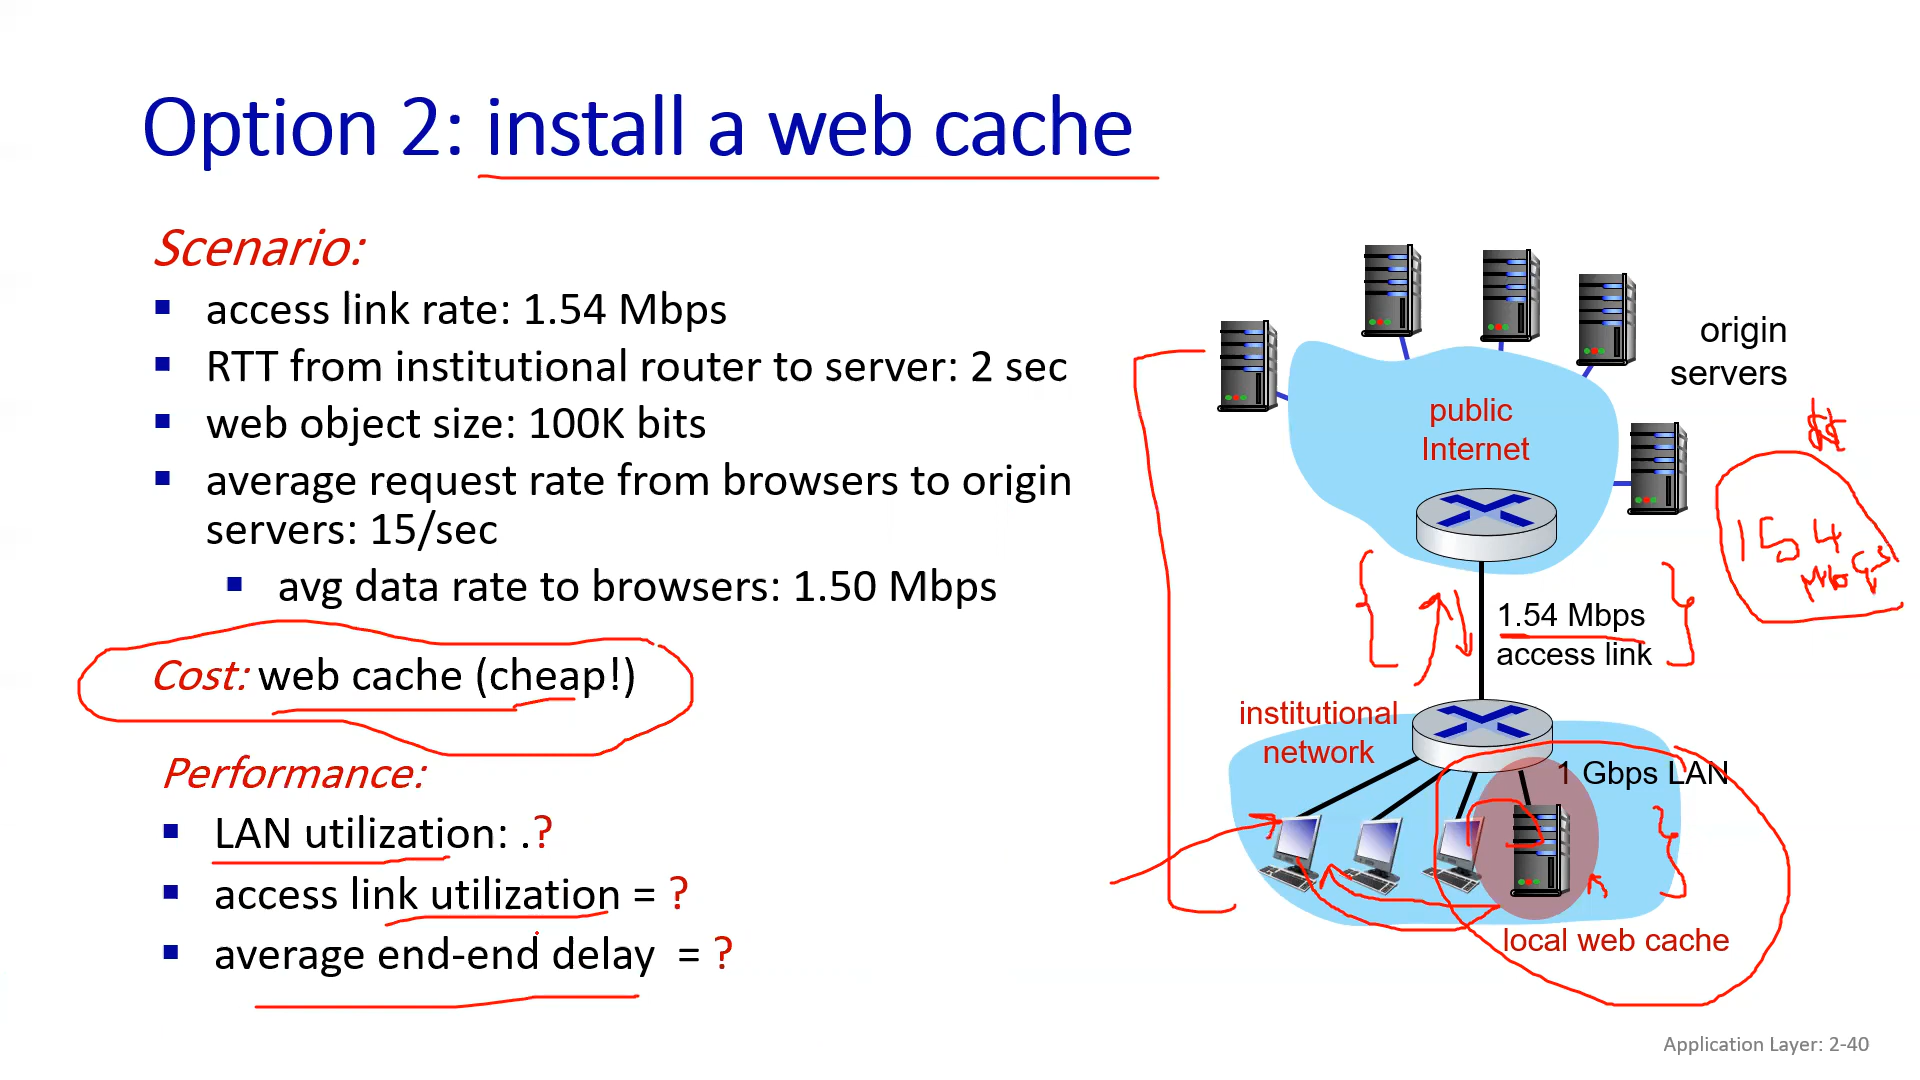 Option 2: install a web cache
Scenario:
access link rate: 1.54 Mbps
RTT from institutional router to server: 2 sec
web object size: 100K bits
average request rate from browsers to origin
servers: 15/sec
avg data rate to browsers: 1.50 Mbps
Cost: web cache (cheap!)
Performance:
LAN utilization: .?
access link utilization = ?
average end-end delay = ?
origin
servers
public
Internet
$$
154
Mbps
1.54 Mbps
access link
institutional
network
1 Gbps LAN
local web cache
Application Layer: 2-40